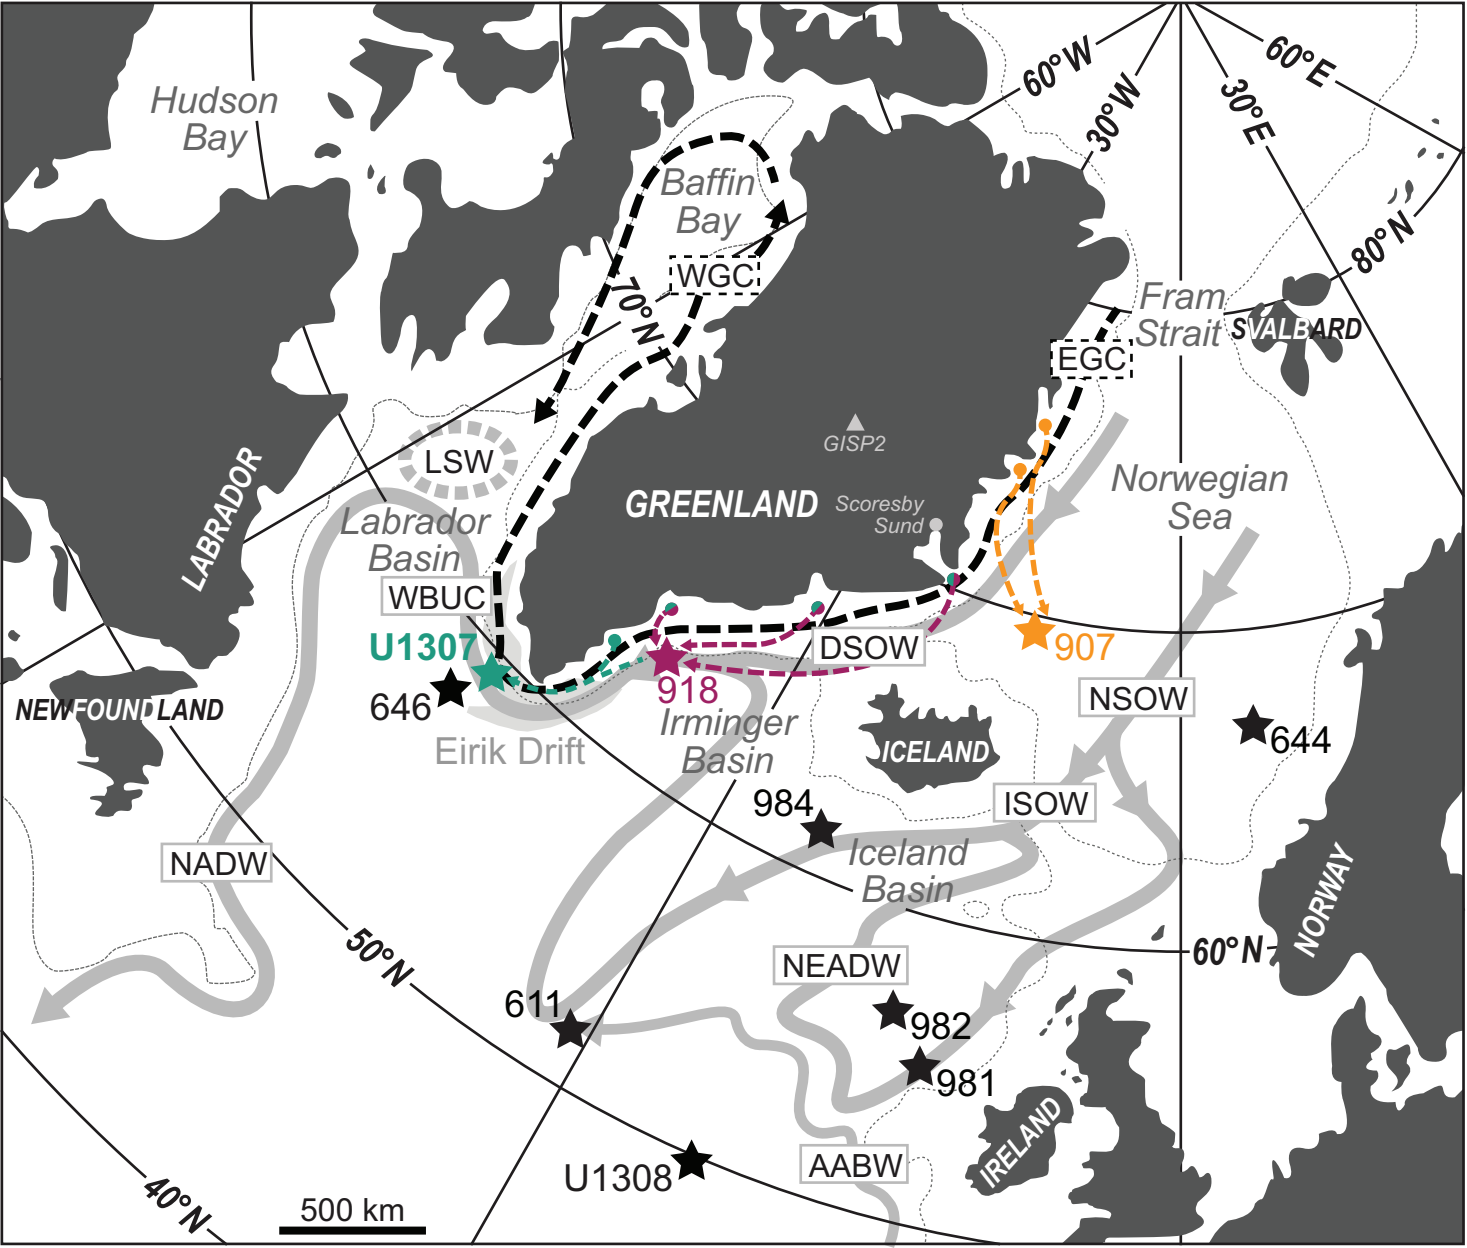 60°W
60°E
30°W
30°E
Hudson
Bay
Baffin
Bay
80°N
WGC
70°N
Fram
Strait
SVALBARD
EGC
GISP2
LSW
Norwegian
Sea
LABRADOR
GREENLAND
Scoresby
Sund
Labrador
Basin
WBUC
U1307
DSOW
907
646
918
NSOW
NEWFOUNDLAND
Irminger
Basin
Eirik Drift
ICELAND
644
984
ISOW
NADW
Iceland
Basin
NORWAY
50°N
60°N
NEADW
611
982
981
IRELAND
U1308
AABW
40°N
500 km